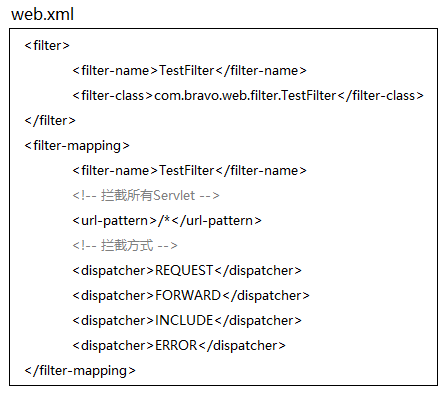 web.xml
<filter>
<filter-name>TestFilter</filter-name>
<filter-class>com.bravo.web.filter.TestFilter</filter-class>
</filter>
<filter-mapping>
<filter-name>TestFilter</filter-name>
<!-- 拦截所有Servlet -->
<url-pattern>/*</url-pattern>
<!-- 拦截方式 -->
<dispatcher>REQUEST</dispatcher>
<dispatcher>FORWARD</dispatcher>
<dispatcher>INCLUDE</dispatcher>
<dispatcher>ERROR</dispatcher>
</filter-mapping>